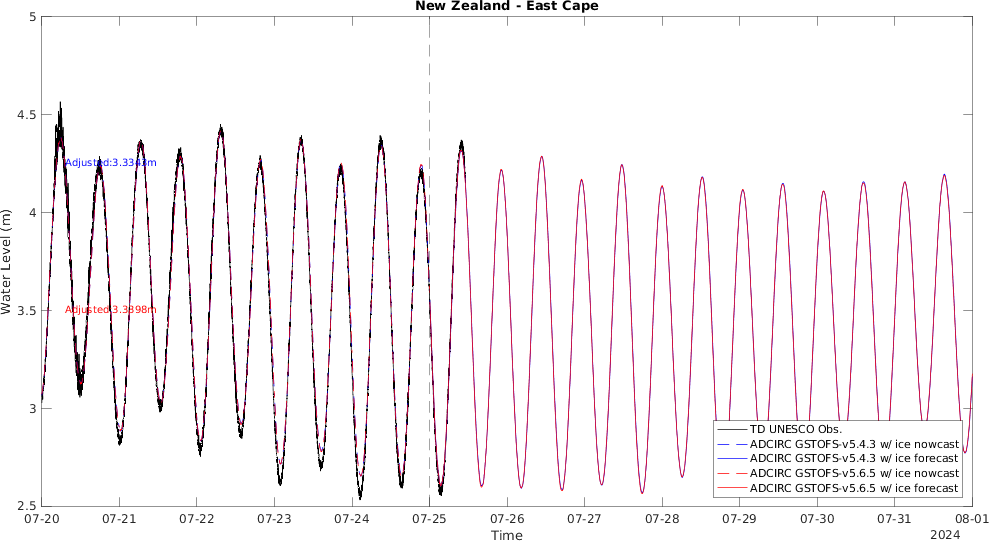 New Zealand - East Cape
5
4.5
4
3.5
3
2.5
Water Level (m)
Adjusted:3.3343m
Adjusted:3.3398m
TD UNESCO Obs.
ADCIRC GSTOFS-v5.4.3 w/ ice nowcast
ADCIRC GSTOFS-v5.4.3 w/ ice forecast
ADCIRC GSTOFS-v5.6.5 w/ ice nowcast
ADCIRC GSTOFS-v5.6.5 w/ ice forecast
07-20 07-21 07-22 07-23 07-24 07-25 07-26 07-27 07-28 07-29 07-30 07-31 08-01
Time
2024